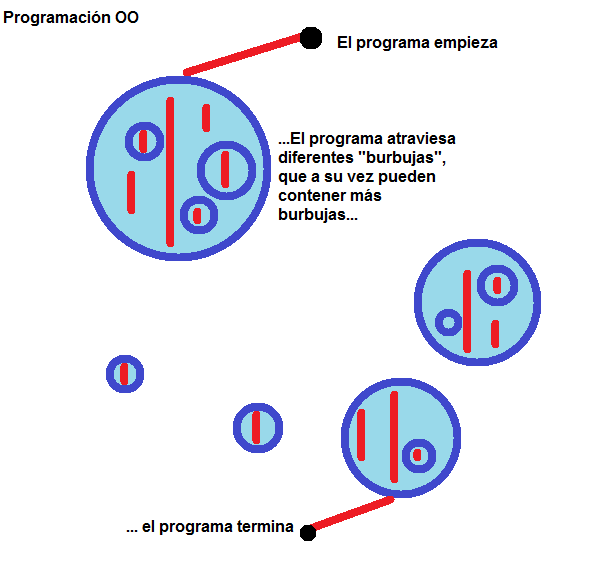 Programación OO
El programa empieza
...El programa atraviesa
diferentes "burbujas",
que a su vez pueden
contener más
burbujas...
... el programa termina